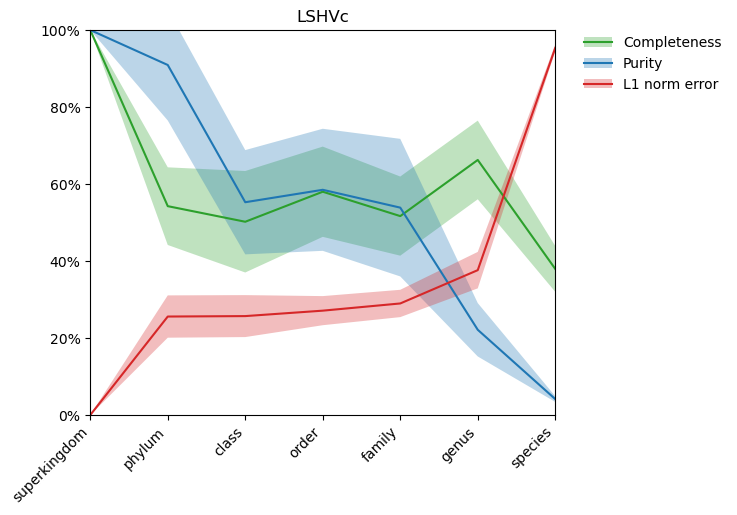 LSHVc
100%
80%
60%
40%
20%
0%
superkingdom
phylum
class
order
family
genus
species
Completeness
Purity
L1 norm error